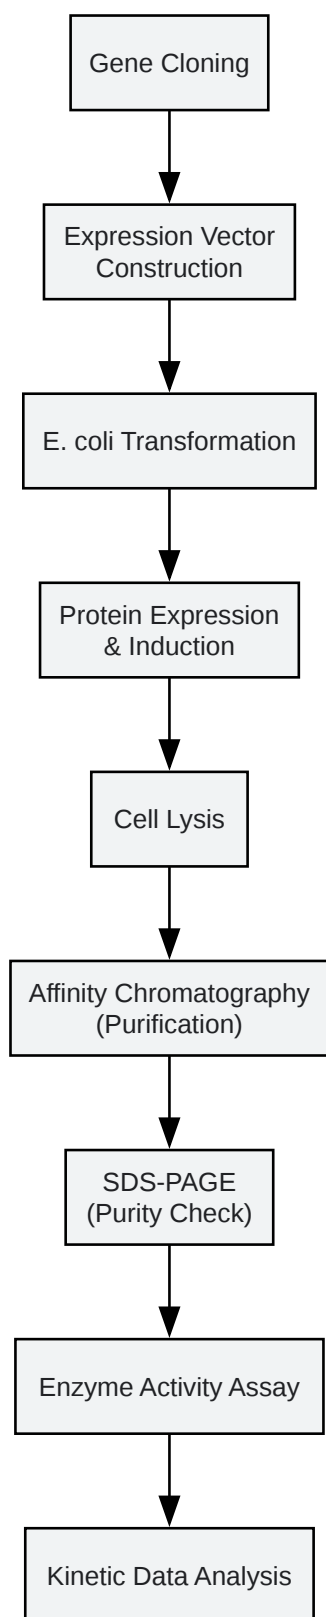 Gene Cloning
Expression Vector
Construction
E. coli Transformation
Protein Expression
& Induction
Cell Lysis
Affinity Chromatography
(Purification)
SDS-PAGE
(Purity Check)
Enzyme Activity Assay
Kinetic Data Analysis